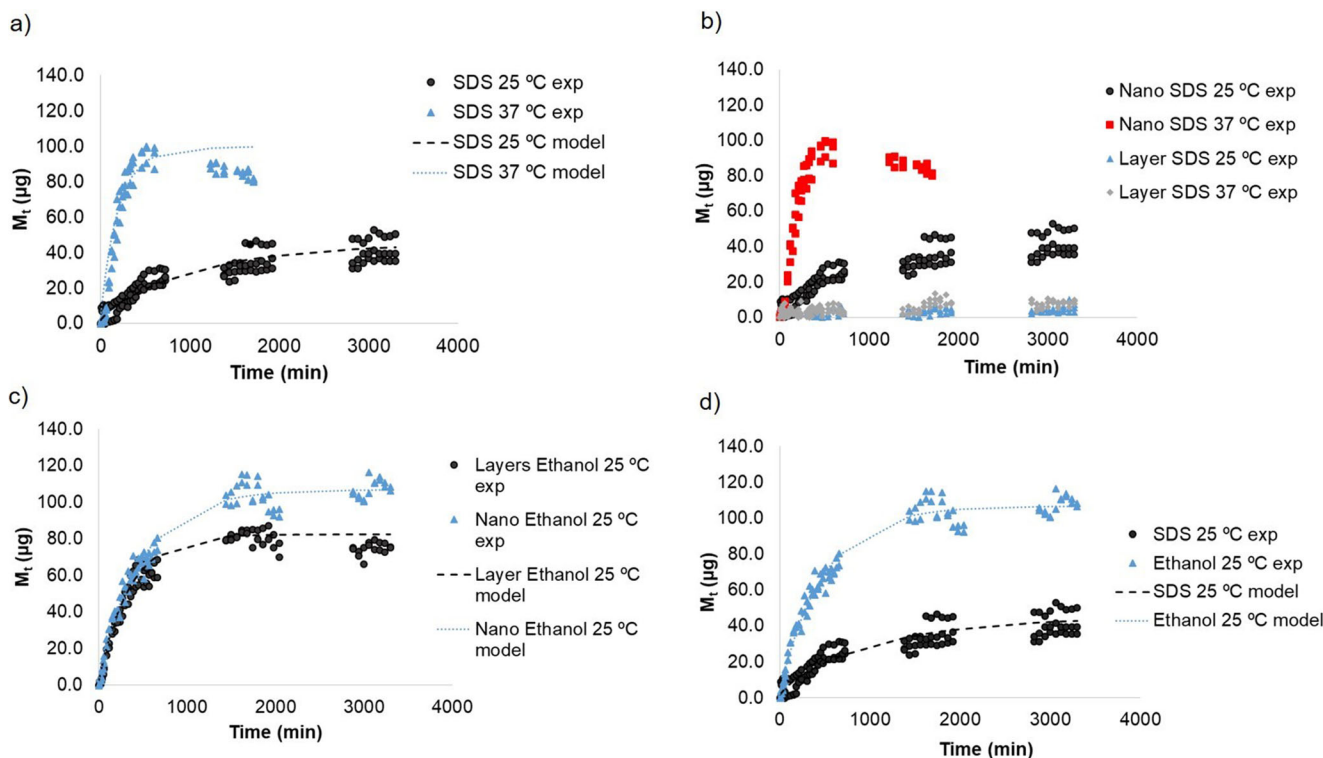 a)
140.0
120.0
100.0
80.0
60.0
40.0
20.0
0.0
Mt (µg)
0 1000 2000 3000 4000
Time (min)
SDS 25 ºC exp
SDS 37 ºC exp
SDS 25 ºC model
SDS 37 ºC model
b)
140.0
120.0
100.0
80.0
60.0
40.0
20.0
0.0
Mt (µg)
0 1000 2000 3000 4000
Time (min)
Nano SDS 25 ºC exp
Nano SDS 37 ºC exp
Layer SDS 25 ºC exp
Layer SDS 37 ºC exp
c)
140.0
120.0
100.0
80.0
60.0
40.0
20.0
0.0
Mt (µg)
0 1000 2000 3000 4000
Time (min)
Layers Ethanol 25 ºC
exp
Nano Ethanol 25 ºC
exp
Layer Ethanol 25 ºC
model
Nano Ethanol 25 ºC
model
d)
140.0
120.0
100.0
80.0
60.0
40.0
20.0
0.0
Mt (µg)
0 1000 2000 3000 4000
Time (min)
SDS 25 ºC exp
Ethanol 25 ºC exp
SDS 25 ºC model
Ethanol 25 ºC model